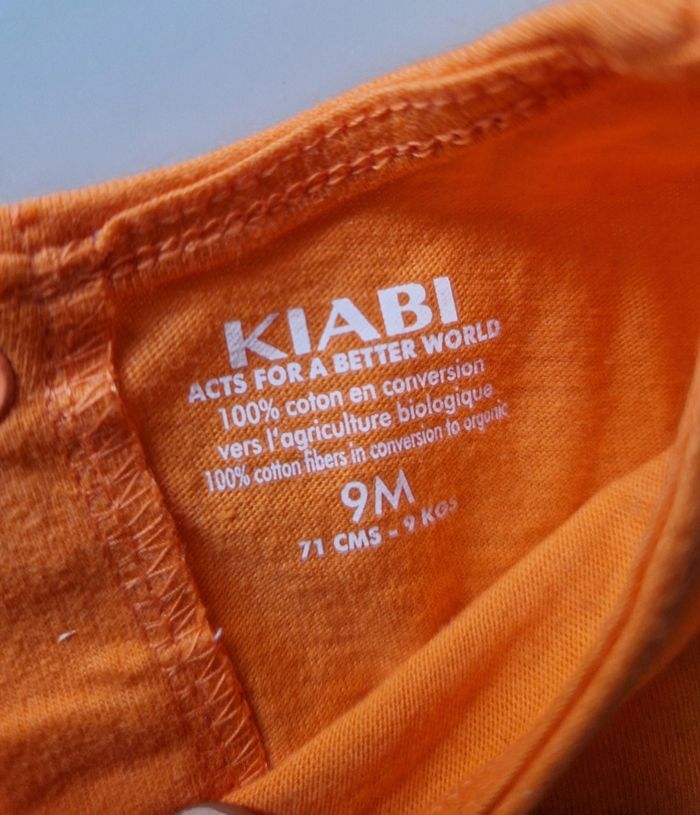 KIABI
ACTS FOR A BETTER WORLD
100% coton en conversion
vers l'agriculture biologique
100% cotton fibers in conversion to organic
9M
71 CMS - 9 KGS